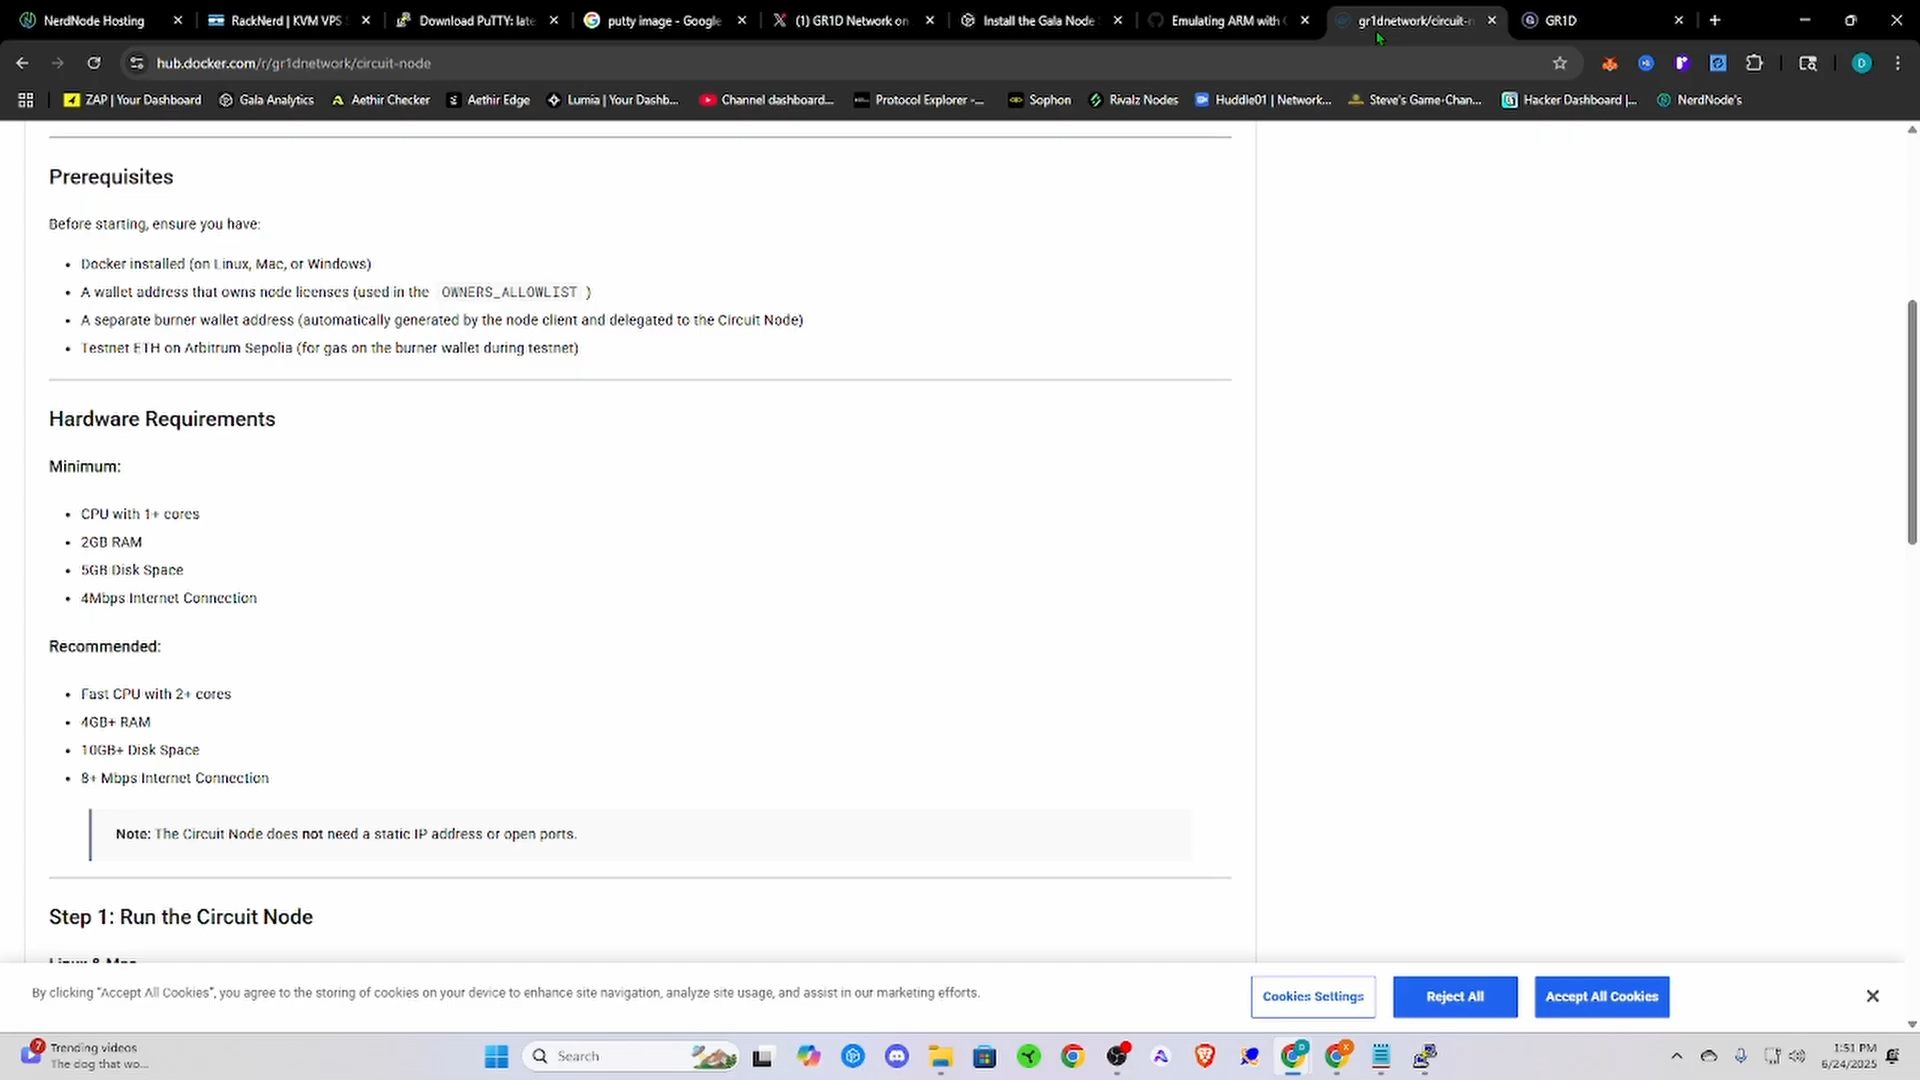 NerdNode Hosting
RackNerd | KVM VPS
Download PuTTY: late
putty image - Google
(1) GR1D Network on
Install the Gala Node
Emulating ARM with
gr1dnetwork/circuit-n
GR1D
hub.docker.com/r/gr1dnetwork/circuit-node
D
ZAP | Your Dashboard
Gala Analytics
Aethir Checker
Aethir Edge
Lumia | Your Dashb...
Channel dashboard...
Protocol Explorer -...
Sophon
Rivalz Nodes
Huddle01 | Network...
Steve's Game-Chan...
Hacker Dashboard |...
NerdNode's
Prerequisites
Before starting, ensure you have:
• Docker installed (on Linux, Mac, or Windows)
• A wallet address that owns node licenses (used in the OWNERS_ALLOWLIST )
• A separate burner wallet address (automatically generated by the node client and delegated to the Circuit Node)
• Testnet ETH on Arbitrum Sepolia (for gas on the burner wallet during testnet)
Hardware Requirements
Minimum:
• CPU with 1+ cores
• 2GB RAM
• 5GB Disk Space
• 4Mbps Internet Connection
Recommended:
• Fast CPU with 2+ cores
• 4GB+ RAM
• 10GB+ Disk Space
• 8+ Mbps Internet Connection
Note: The Circuit Node does not need a static IP address or open ports.
Step 1: Run the Circuit Node
Linux & Mac
By clicking "Accept All Cookies", you agree to the storing of cookies on your device to enhance site navigation, analyze site usage, and assist in our marketing efforts.
Cookies Settings
Reject All
Accept All Cookies
7
Trending videos
The dog that wo...
Search
1:51 PM
6/24/2025